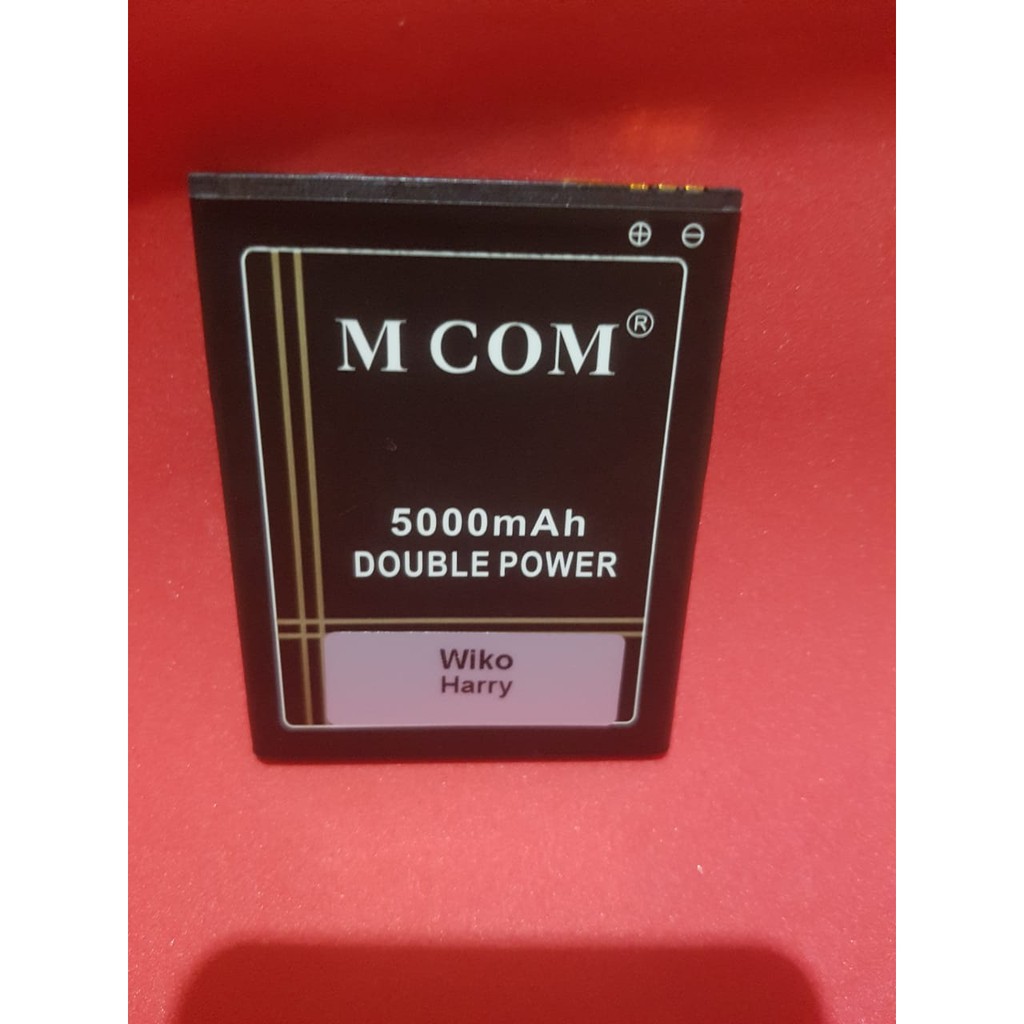 ⊕ ⊖
M COM®
5000mAh
DOUBLE POWER
Wiko
Harry